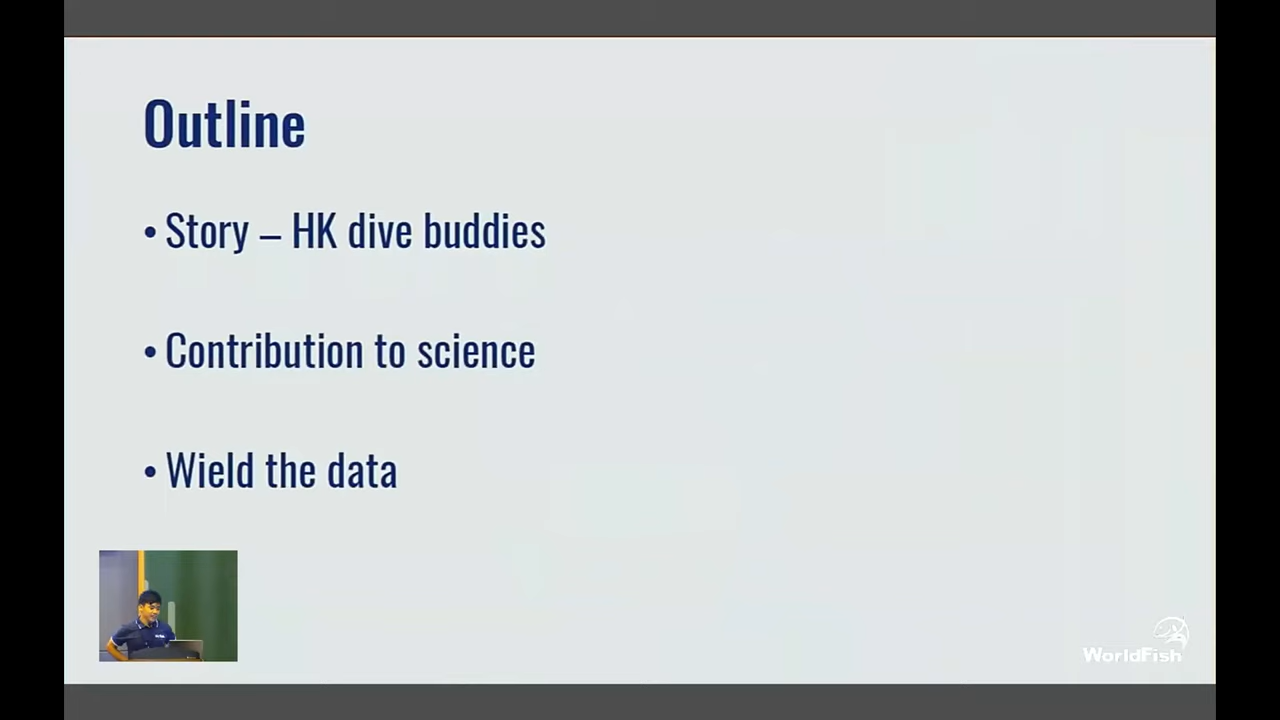 Outline
• Story – HK dive buddies
• Contribution to science
• Wield the data
WorldFish